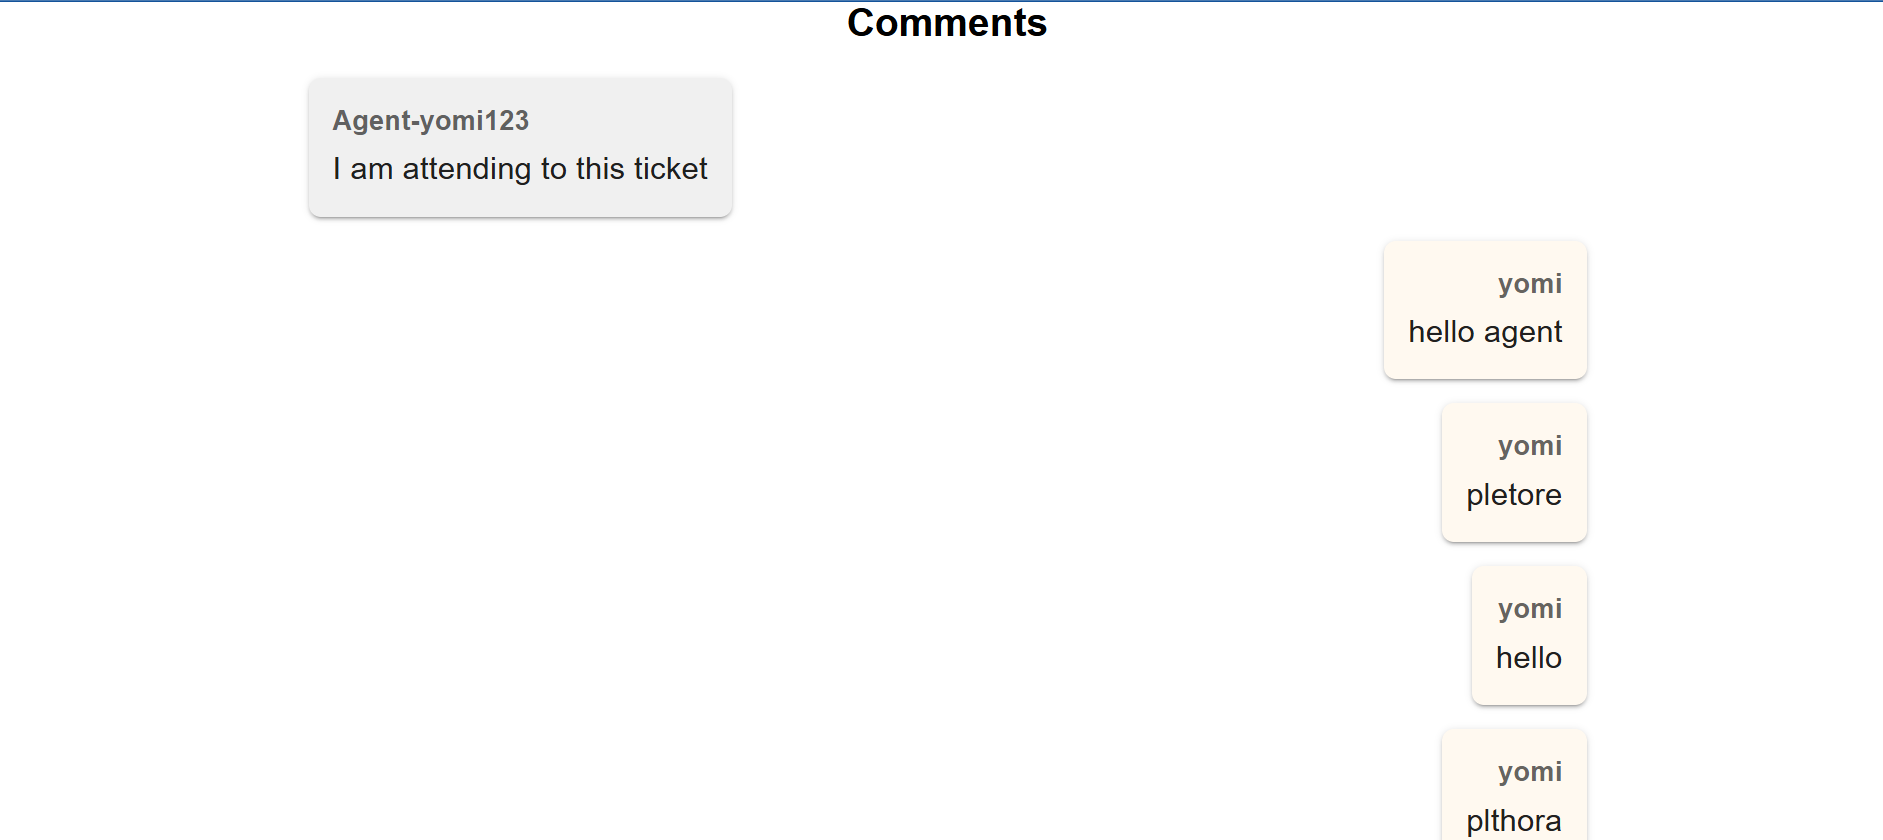 Comments
Agent-yomi123
I am attending to this ticket
yomi
hello agent
yomi
pletore
yomi
hello
yomi
plthora